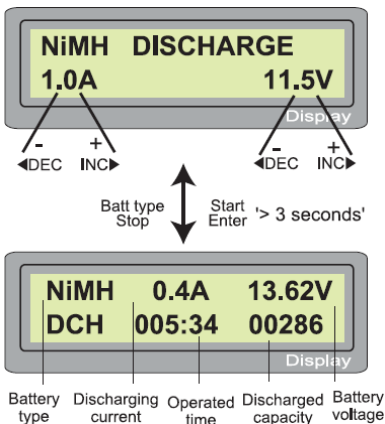 NiMH DISCHARGE
1.0A 11.5V
Display
- + - +
◀DEC INC▶ ◀DEC INC▶
Batt type Start '> 3 seconds'
Stop Enter
NiMH 0.4A 13.62V
DCH 005:34 00286
Display
Battery Discharging Operated Discharged Battery
type current time capacity voltage